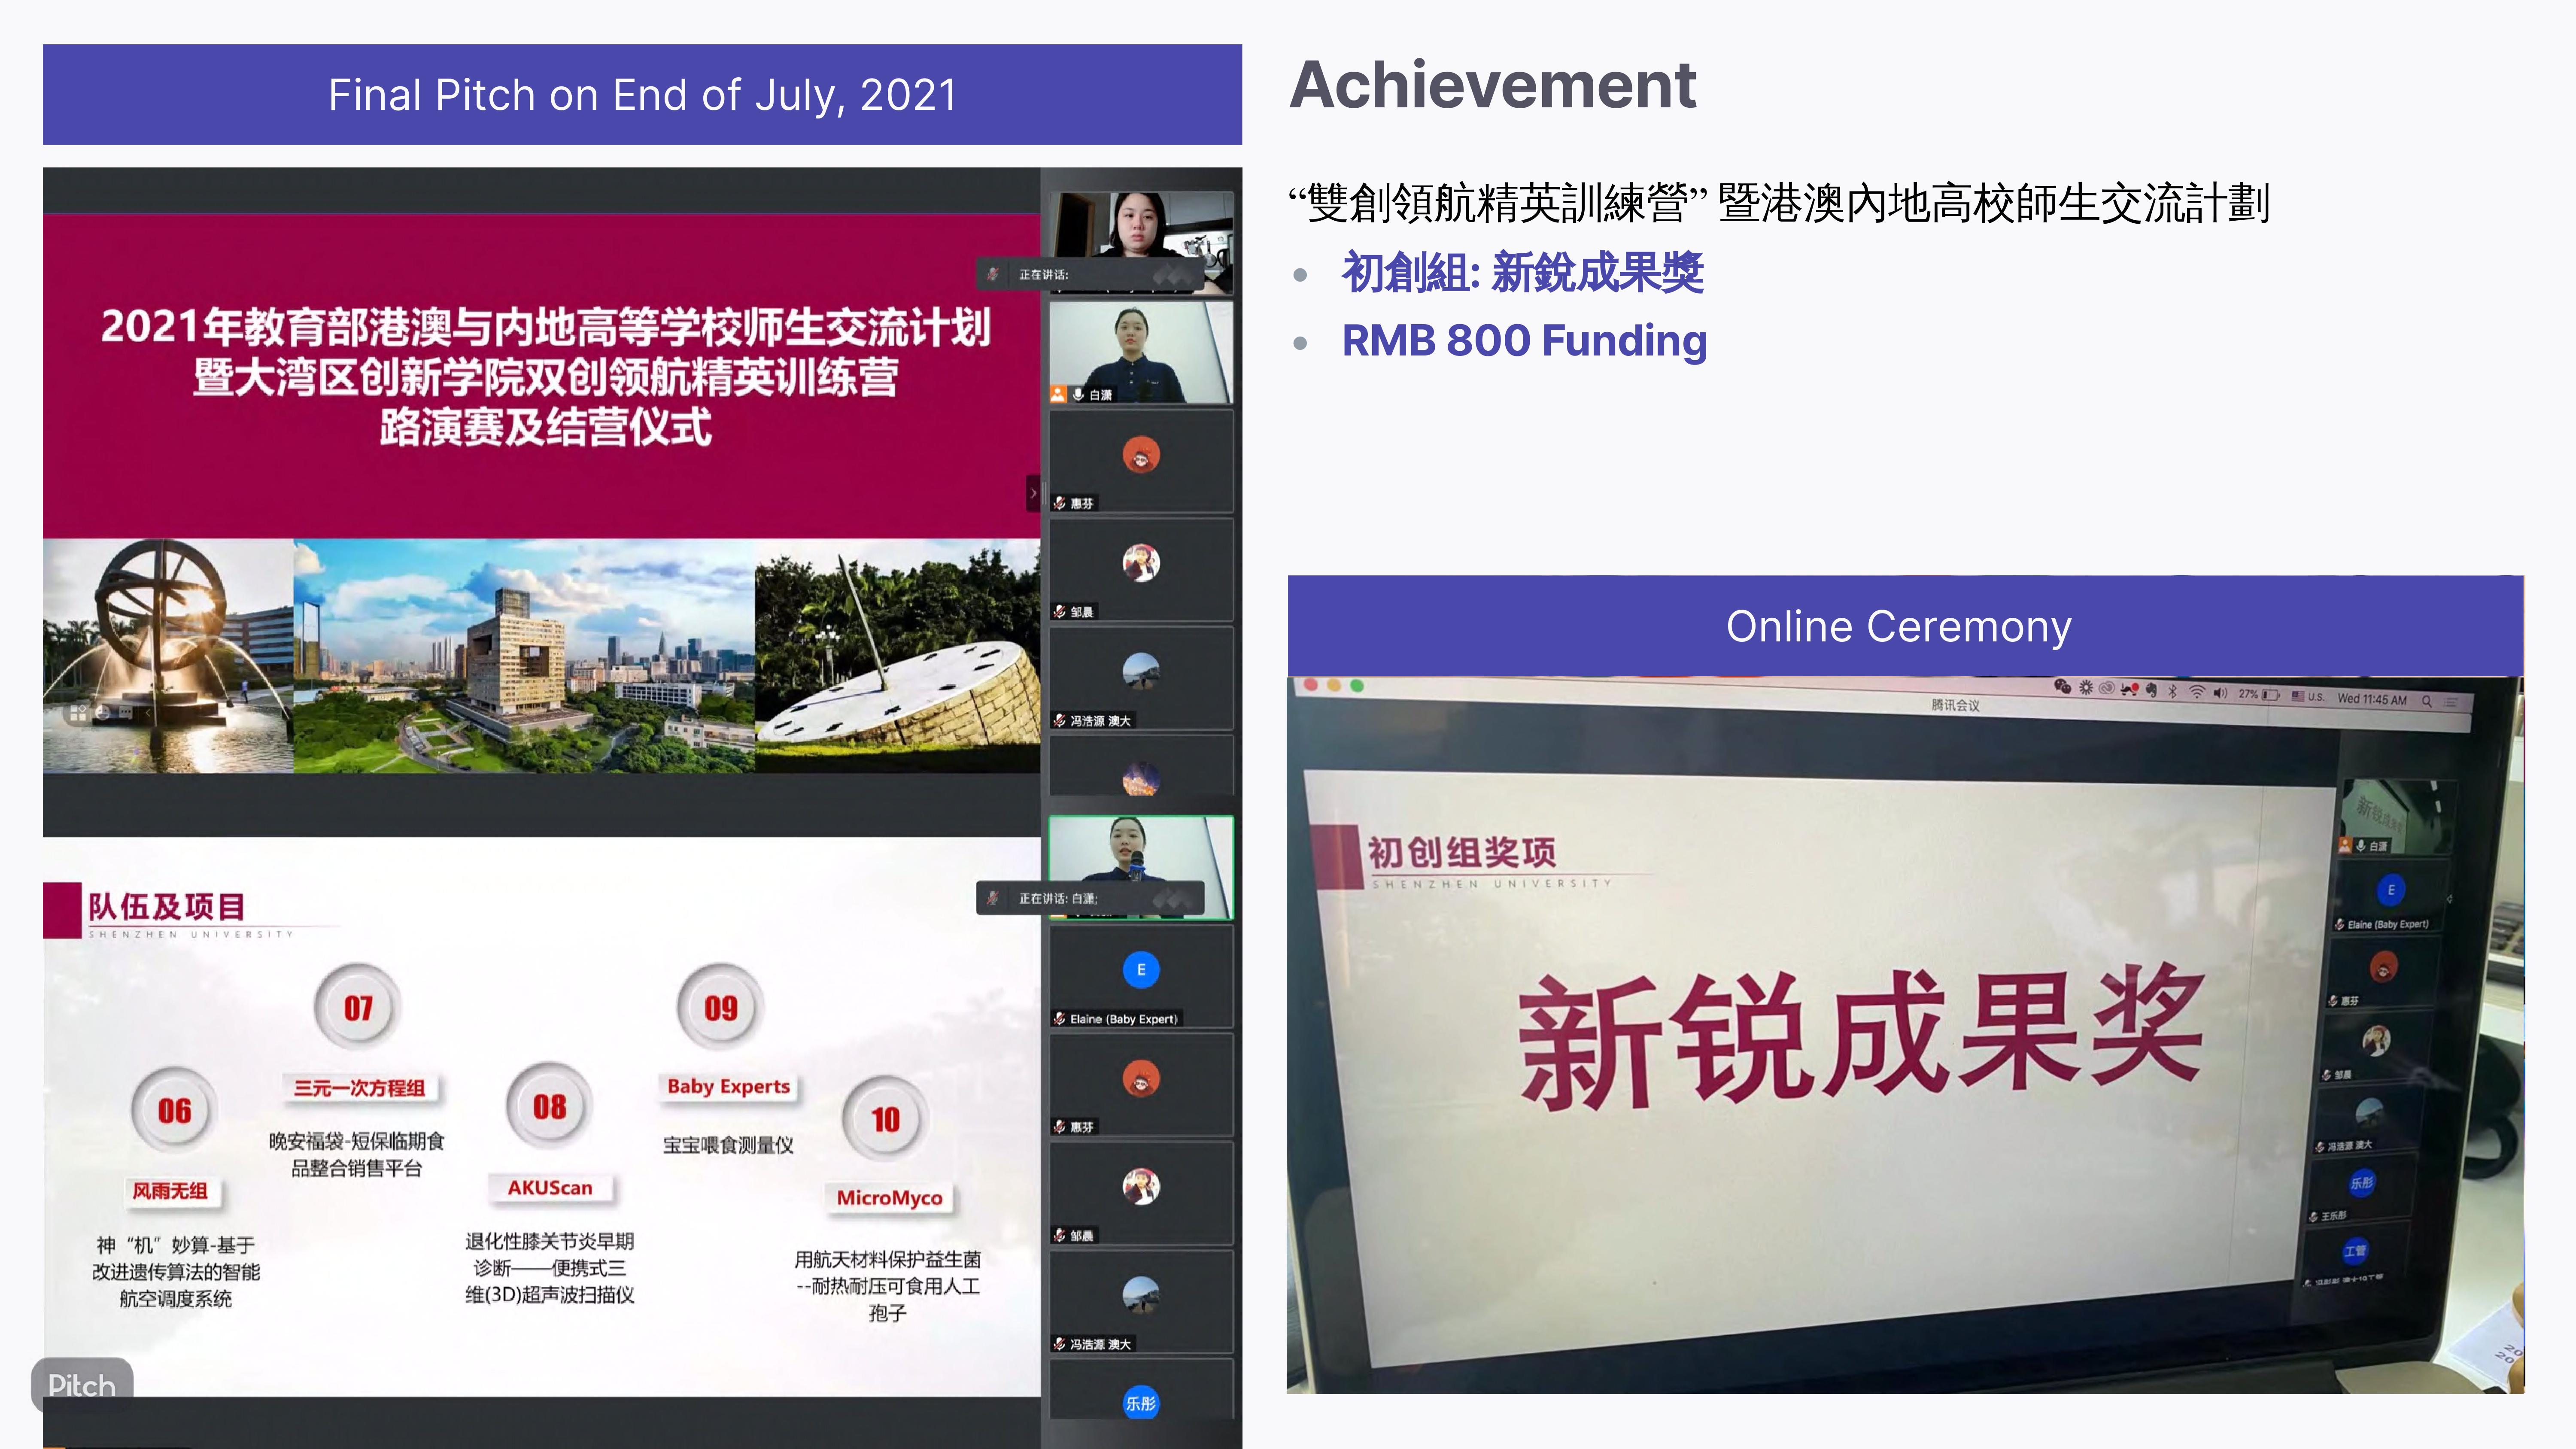 Final Pitch on End of July, 2021
2021年教育部港澳与内地高等学校师生交流计划
暨大湾区创新学院双创领航精英训练营
路演赛及结营仪式
正在讲话:
白潇
惠芬
邹晨
冯浩源 澳大
队伍及项目
SHENZHEN UNIVERSITY
06
风雨无组
神“机”妙算-基于
改进遗传算法的智能
航空调度系统
07
三元一次方程组
晚安福袋-短保临期食
品整合销售平台
08
AKUScan
退化性膝关节炎早期
诊断——便携式三
维(3D)超声波扫描仪
09
Baby Experts
宝宝喂食测量仪
10
MicroMyco
用航天材料保护益生菌
--耐热耐压可食用人工
孢子
正在讲话: 白潇;
E
Elaine (Baby Expert)
惠芬
邹晨
冯浩源 澳大
乐彤
Pitch
Achievement
“雙創領航精英訓練營” 暨港澳內地高校師生交流計劃
初創組: 新銳成果獎
RMB 800 Funding
Online Ceremony
27% U.S. Wed 11:45 AM
腾讯会议
初创组奖项
SHENZHEN UNIVERSITY
新锐成果奖
新锐成果
白潇
E
Elaine (Baby Expert)
惠芬
邹晨
冯浩源 澳大
乐彤
王乐彤
工管